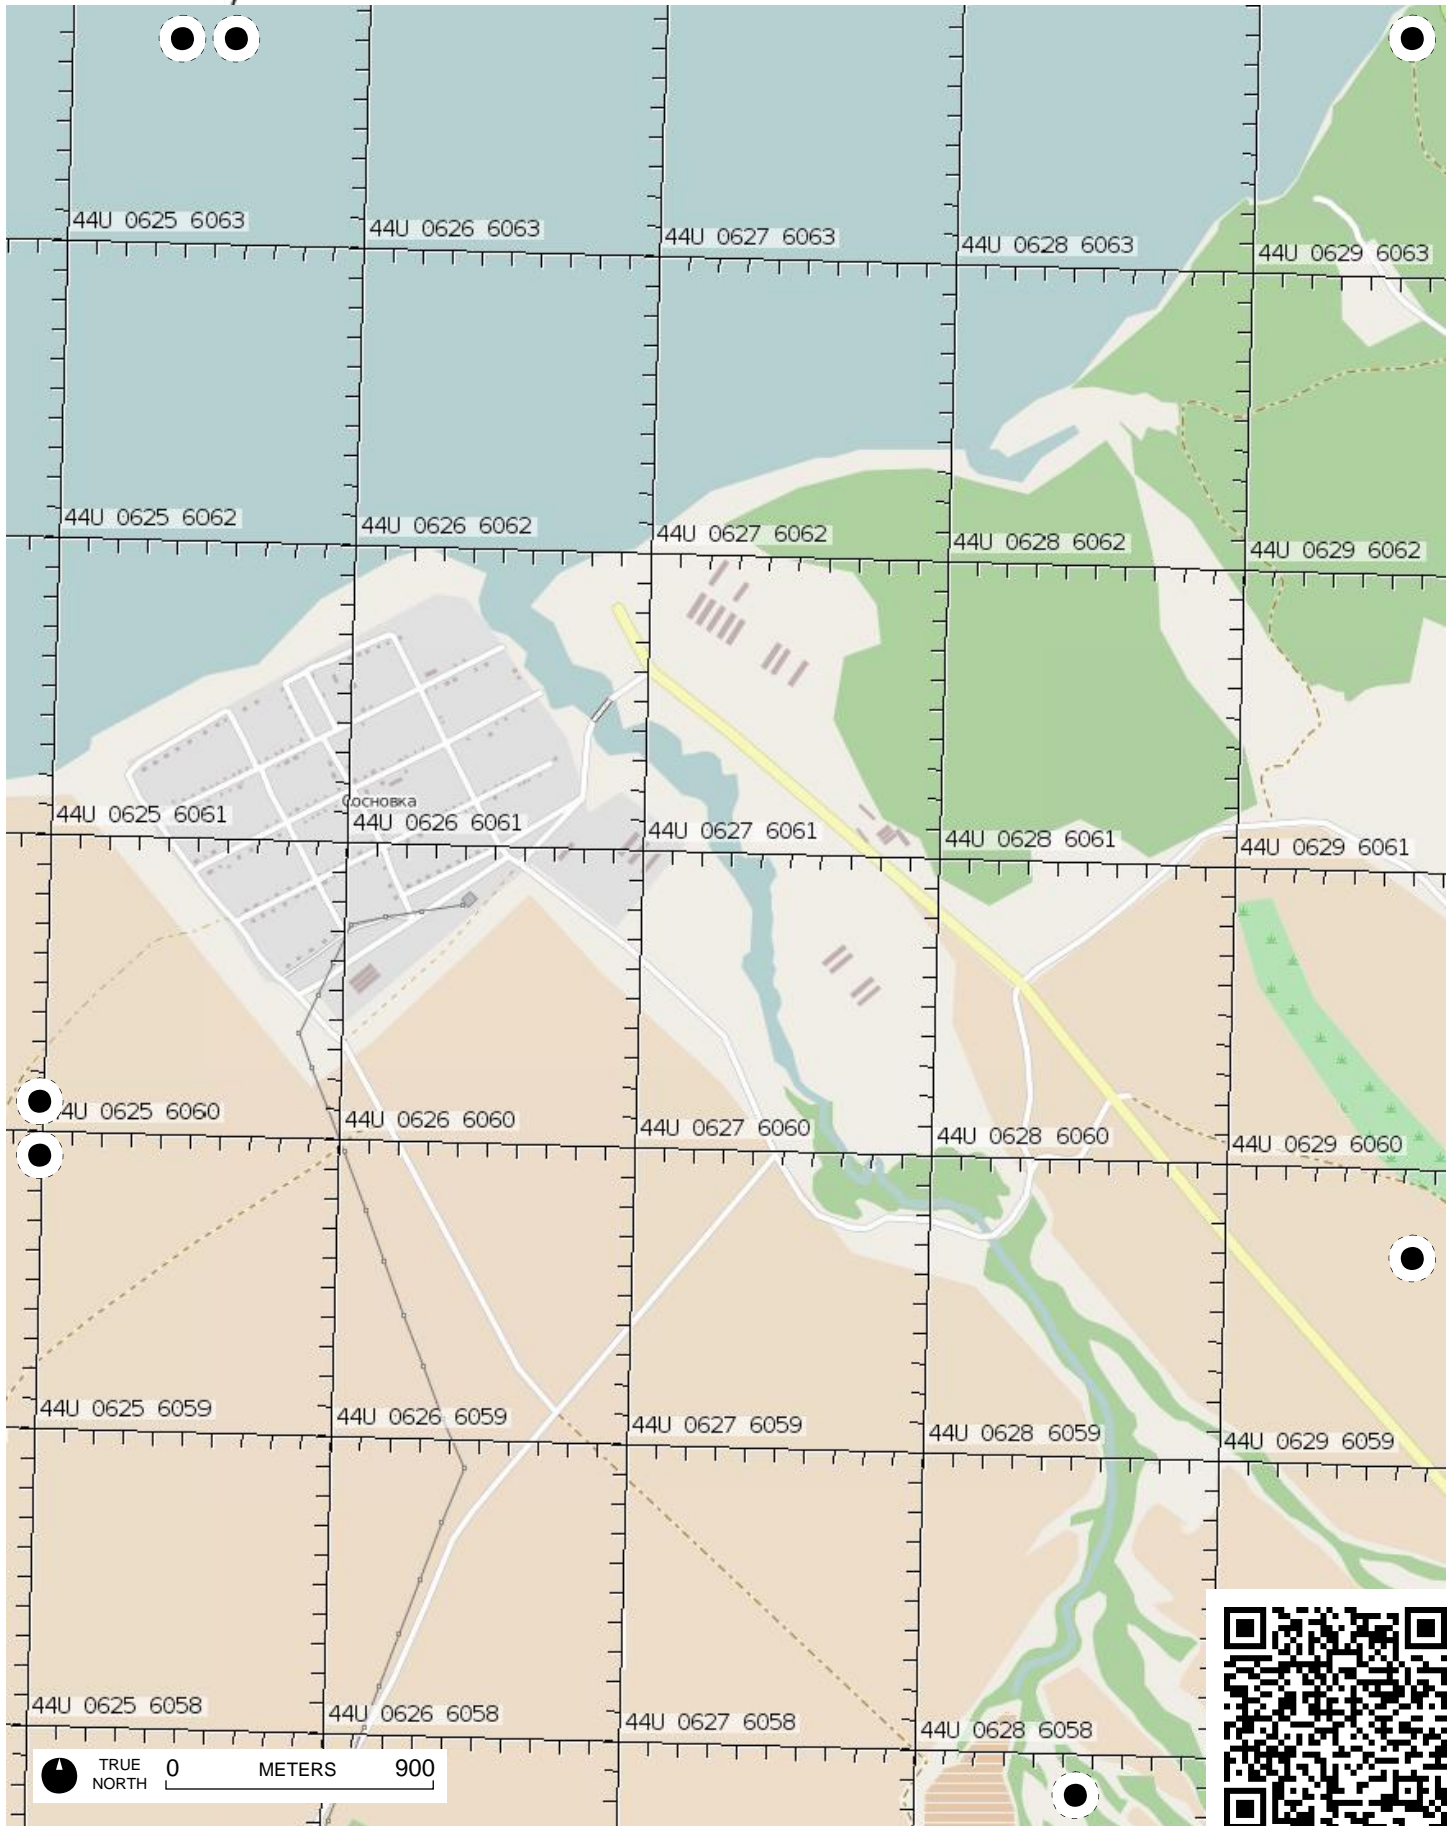 44U 0625 6063
44U 0626 6063
44U 0627 6063
44U 0628 6063
44U 0629 6063
44U 0625 6062
44U 0626 6062
44U 0627 6062
44U 0628 6062
44U 0629 6062
Сосновка
44U 0625 6061
44U 0626 6061
44U 0627 6061
44U 0628 6061
44U 0629 6061
4U 0625 6060
44U 0626 6060
44U 0627 6060
44U 0628 6060
44U 0629 6060
44U 0625 6059
44U 0626 6059
44U 0627 6059
44U 0628 6059
44U 0629 6059
44U 0625 6058
44U 0626 6058
44U 0627 6058
44U 0628 6058
TRUE NORTH 0 METERS 900